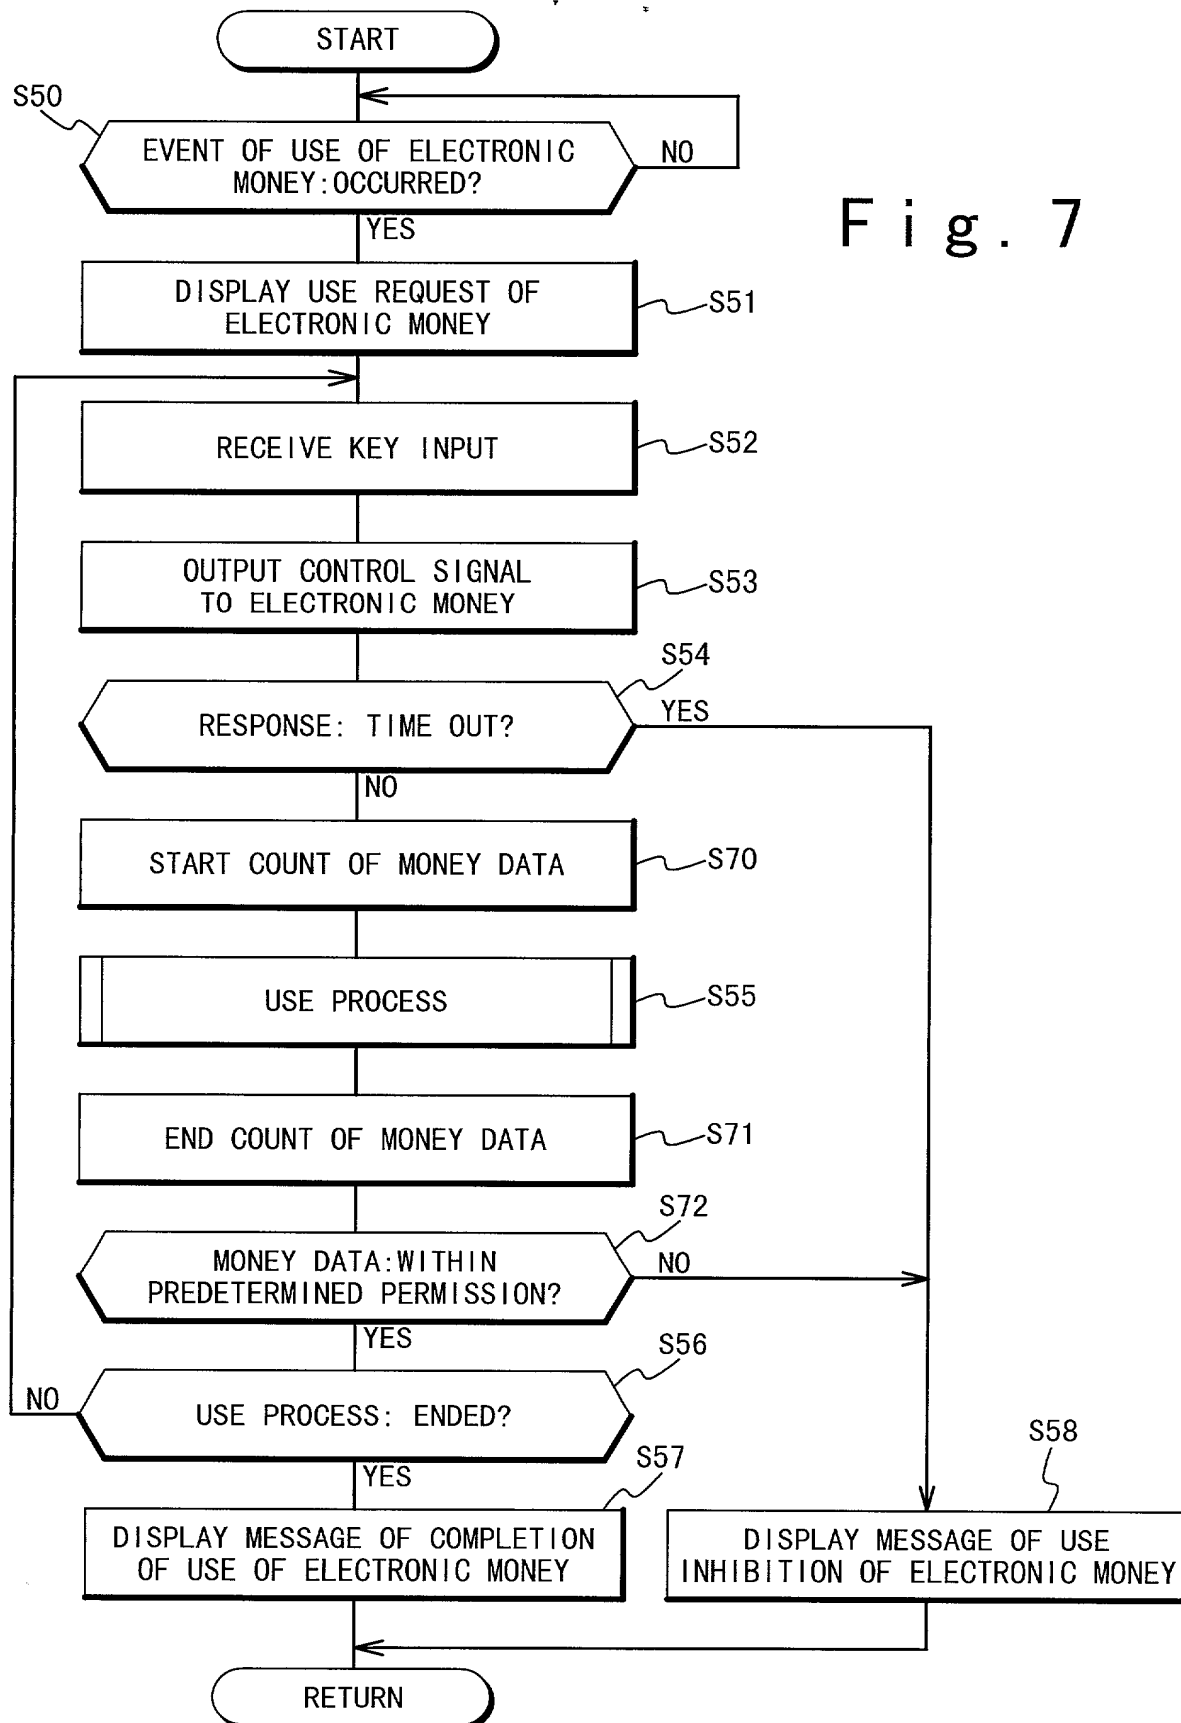 START
S50
EVENT OF USE OF ELECTRONIC
MONEY:OCCURRED?
NO
YES
Fig. 7
DISPLAY USE REQUEST OF
ELECTRONIC MONEY
S51
RECEIVE KEY INPUT
S52
OUTPUT CONTROL SIGNAL
TO ELECTRONIC MONEY
S53
S54
RESPONSE: TIME OUT?
YES
NO
START COUNT OF MONEY DATA
S70
USE PROCESS
S55
END COUNT OF MONEY DATA
S71
S72
MONEY DATA:WITHIN
PREDETERMINED PERMISSION?
NO
YES
S56
NO
USE PROCESS: ENDED?
YES
S57
S58
DISPLAY MESSAGE OF COMPLETION
OF USE OF ELECTRONIC MONEY
DISPLAY MESSAGE OF USE
INHIBITION OF ELECTRONIC MONEY
RETURN